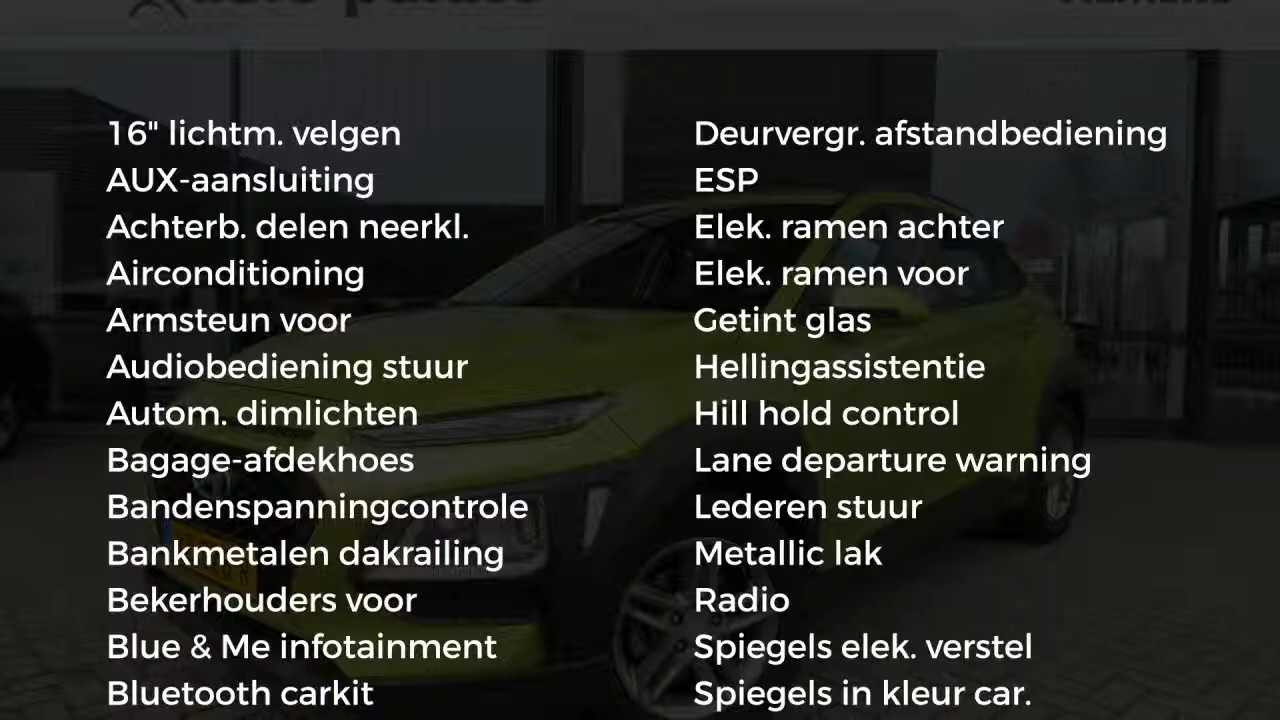 16" lichtm. velgen
AUX-aansluiting
Achterb. delen neerkl.
Airconditioning
Armsteun voor
Audiobediening stuur
Autom. dimlichten
Bagage-afdekhoes
Bandenspanningcontrole
Bankmetalen dakrailing
Bekerhouders voor
Blue & Me infotainment
Bluetooth carkit
Deurvergr. afstandbediening
ESP
Elek. ramen achter
Elek. ramen voor
Getint glas
Hellingassistentie
Hill hold control
Lane departure warning
Lederen stuur
Metallic lak
Radio
Spiegels elek. verstel
Spiegels in kleur car.